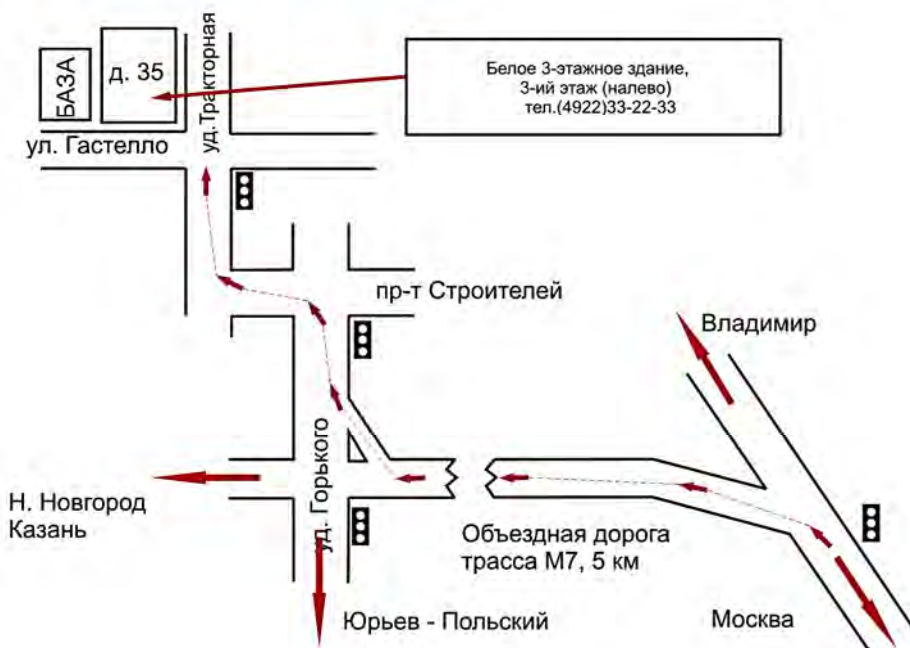 БАЗА
д. 35
уд. Тракторная
Белое 3-этажное здание,
3-ий этаж (налево)
тел.(4922)33-22-33
ул. Гастелло
пр-т Строителей
Владимир
уд. Горького
Н. Новгород
Казань
Объездная дорога
трасса М7, 5 км
Юрьев - Польский
Москва